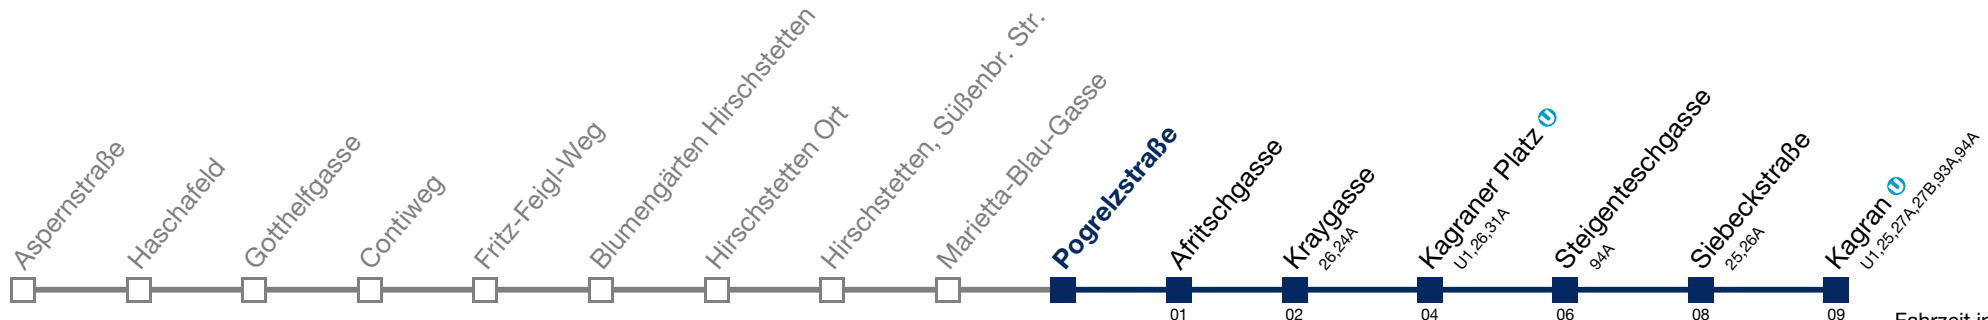 Aspernstraße
Haschafeld
Gotthelfgasse
Contiweg
Fritz-Feigl-Weg
Blumengärten Hirschstetten
Hirschstetten Ort
Hirschstetten, Süßenbr. Str.
Marietta-Blau-Gasse
Pogrelzstraße
Afritschgasse
Kraygasse
26,24A
Kagraner Platz U
U1,26,31A
Steigenteschgasse
94A
Siebeckstraße
25,26A
Kagran U
U1,25,27A,27B,93A,94A
01 02 04 06 08 09